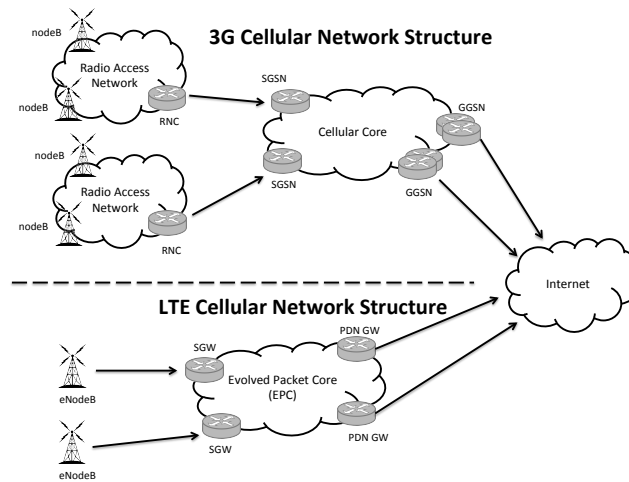 3G Cellular Network Structure
nodeB
Radio Access
Network
nodeB
RNC
SGSN
Cellular Core
GGSN
nodeB
Radio Access
Network
nodeB
RNC
SGSN
GGSN
Internet
LTE Cellular Network Structure
PDN GW
SGW
eNodeB
Evolved Packet Core
(EPC)
SGW
PDN GW
eNodeB